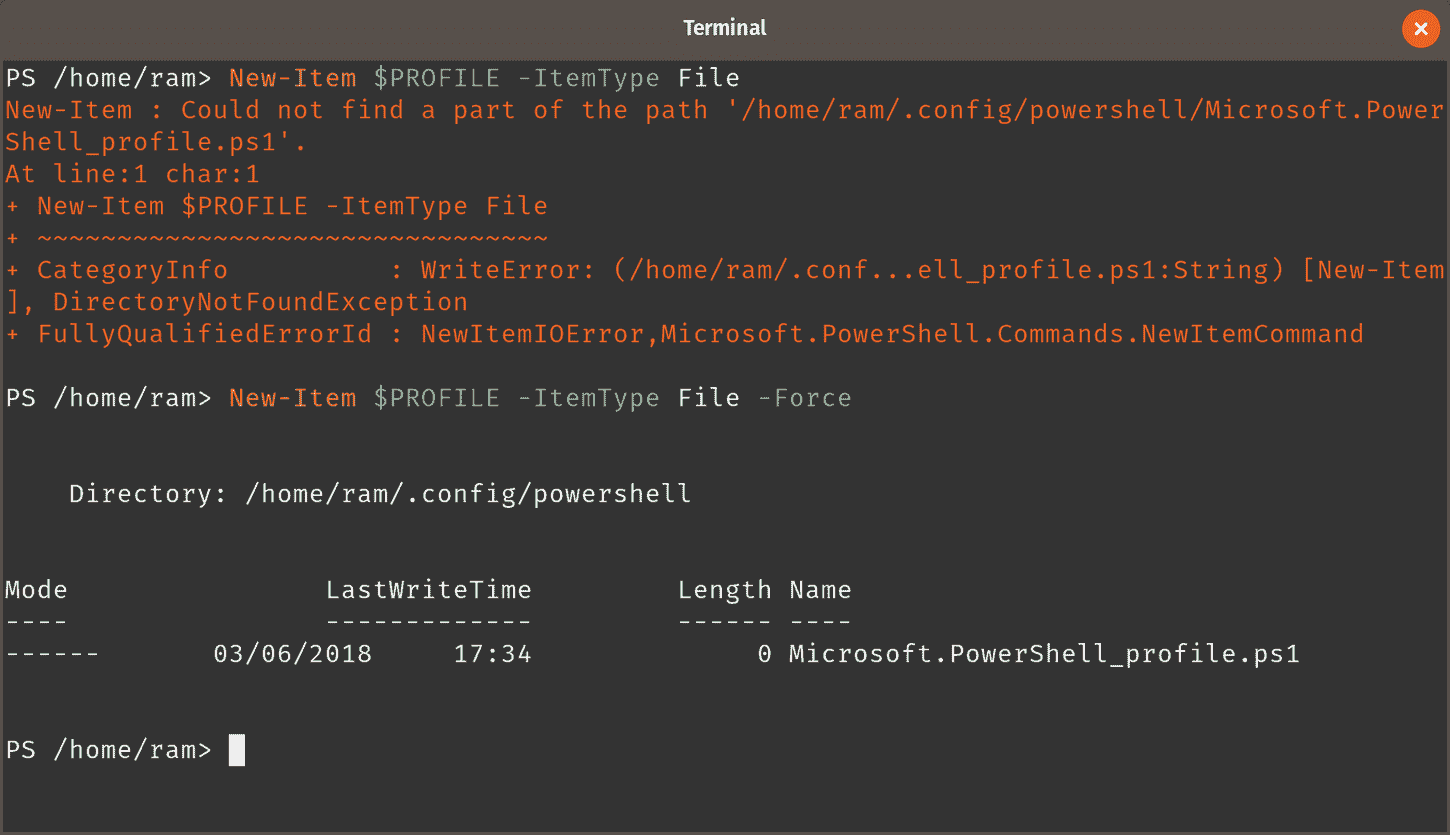 Terminal
PS /home/ram> New-Item $PROFILE -ItemType File
New-Item : Could not find a part of the path '/home/ram/.config/powershell/Microsoft.Power
Shell_profile.ps1'.
At line:1 char:1
+ New-Item $PROFILE -ItemType File
+ ~~~~~~~~~~~~~~~~~~~~~~~~~~~~~~~~
+ CategoryInfo          : WriteError: (/home/ram/.conf...ell_profile.ps1:String) [New-Item
], DirectoryNotFoundException
+ FullyQualifiedErrorId : NewItemIOError,Microsoft.PowerShell.Commands.NewItemCommand
PS /home/ram> New-Item $PROFILE -ItemType File -Force
Directory: /home/ram/.config/powershell
Mode                LastWriteTime         Length Name
----                -------------         ------ ----
------       03/06/2018     17:34              0 Microsoft.PowerShell_profile.ps1
PS /home/ram>